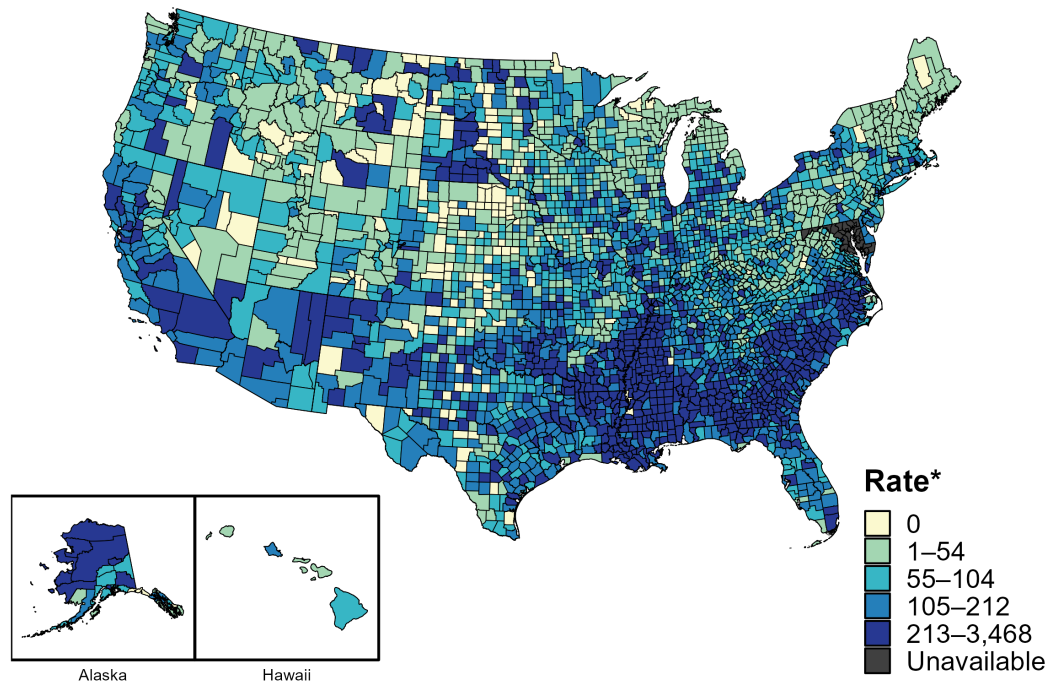 Rate*
0
1–54
55–104
105–212
213–3,468
Unavailable
Alaska
Hawaii